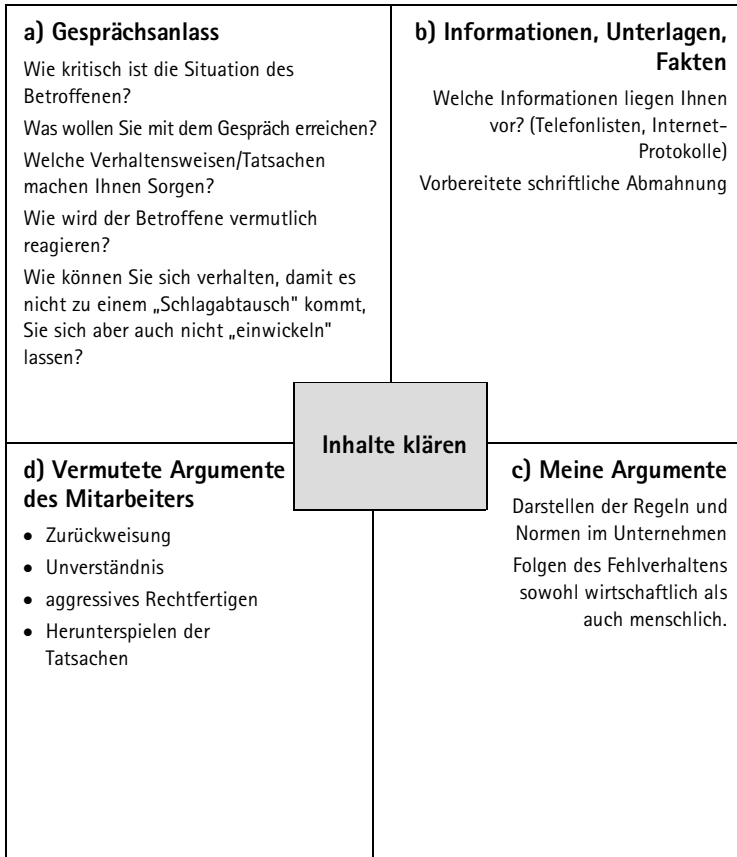 a) Gesprächsanlass
Wie kritisch ist die Situation des
Betroffenen?
Was wollen Sie mit dem Gespräch erreichen?
Welche Verhaltensweisen/Tatsachen
machen Ihnen Sorgen?
Wie wird der Betroffene vermutlich
reagieren?
Wie können Sie sich verhalten, damit es
nicht zu einem „Schlagabtausch" kommt,
Sie sich aber auch nicht „einwickeln"
lassen?
b) Informationen, Unterlagen,
Fakten
Welche Informationen liegen Ihnen
vor? (Telefonlisten, Internet-
Protokolle)
Vorbereitete schriftliche Abmahnung
Inhalte klären
d) Vermutete Argumente
des Mitarbeiters
• Zurückweisung
• Unverständnis
• aggressives Rechtfertigen
• Herunterspielen der
Tatsachen
c) Meine Argumente
Darstellen der Regeln und
Normen im Unternehmen
Folgen des Fehlverhaltens
sowohl wirtschaftlich als
auch menschlich.